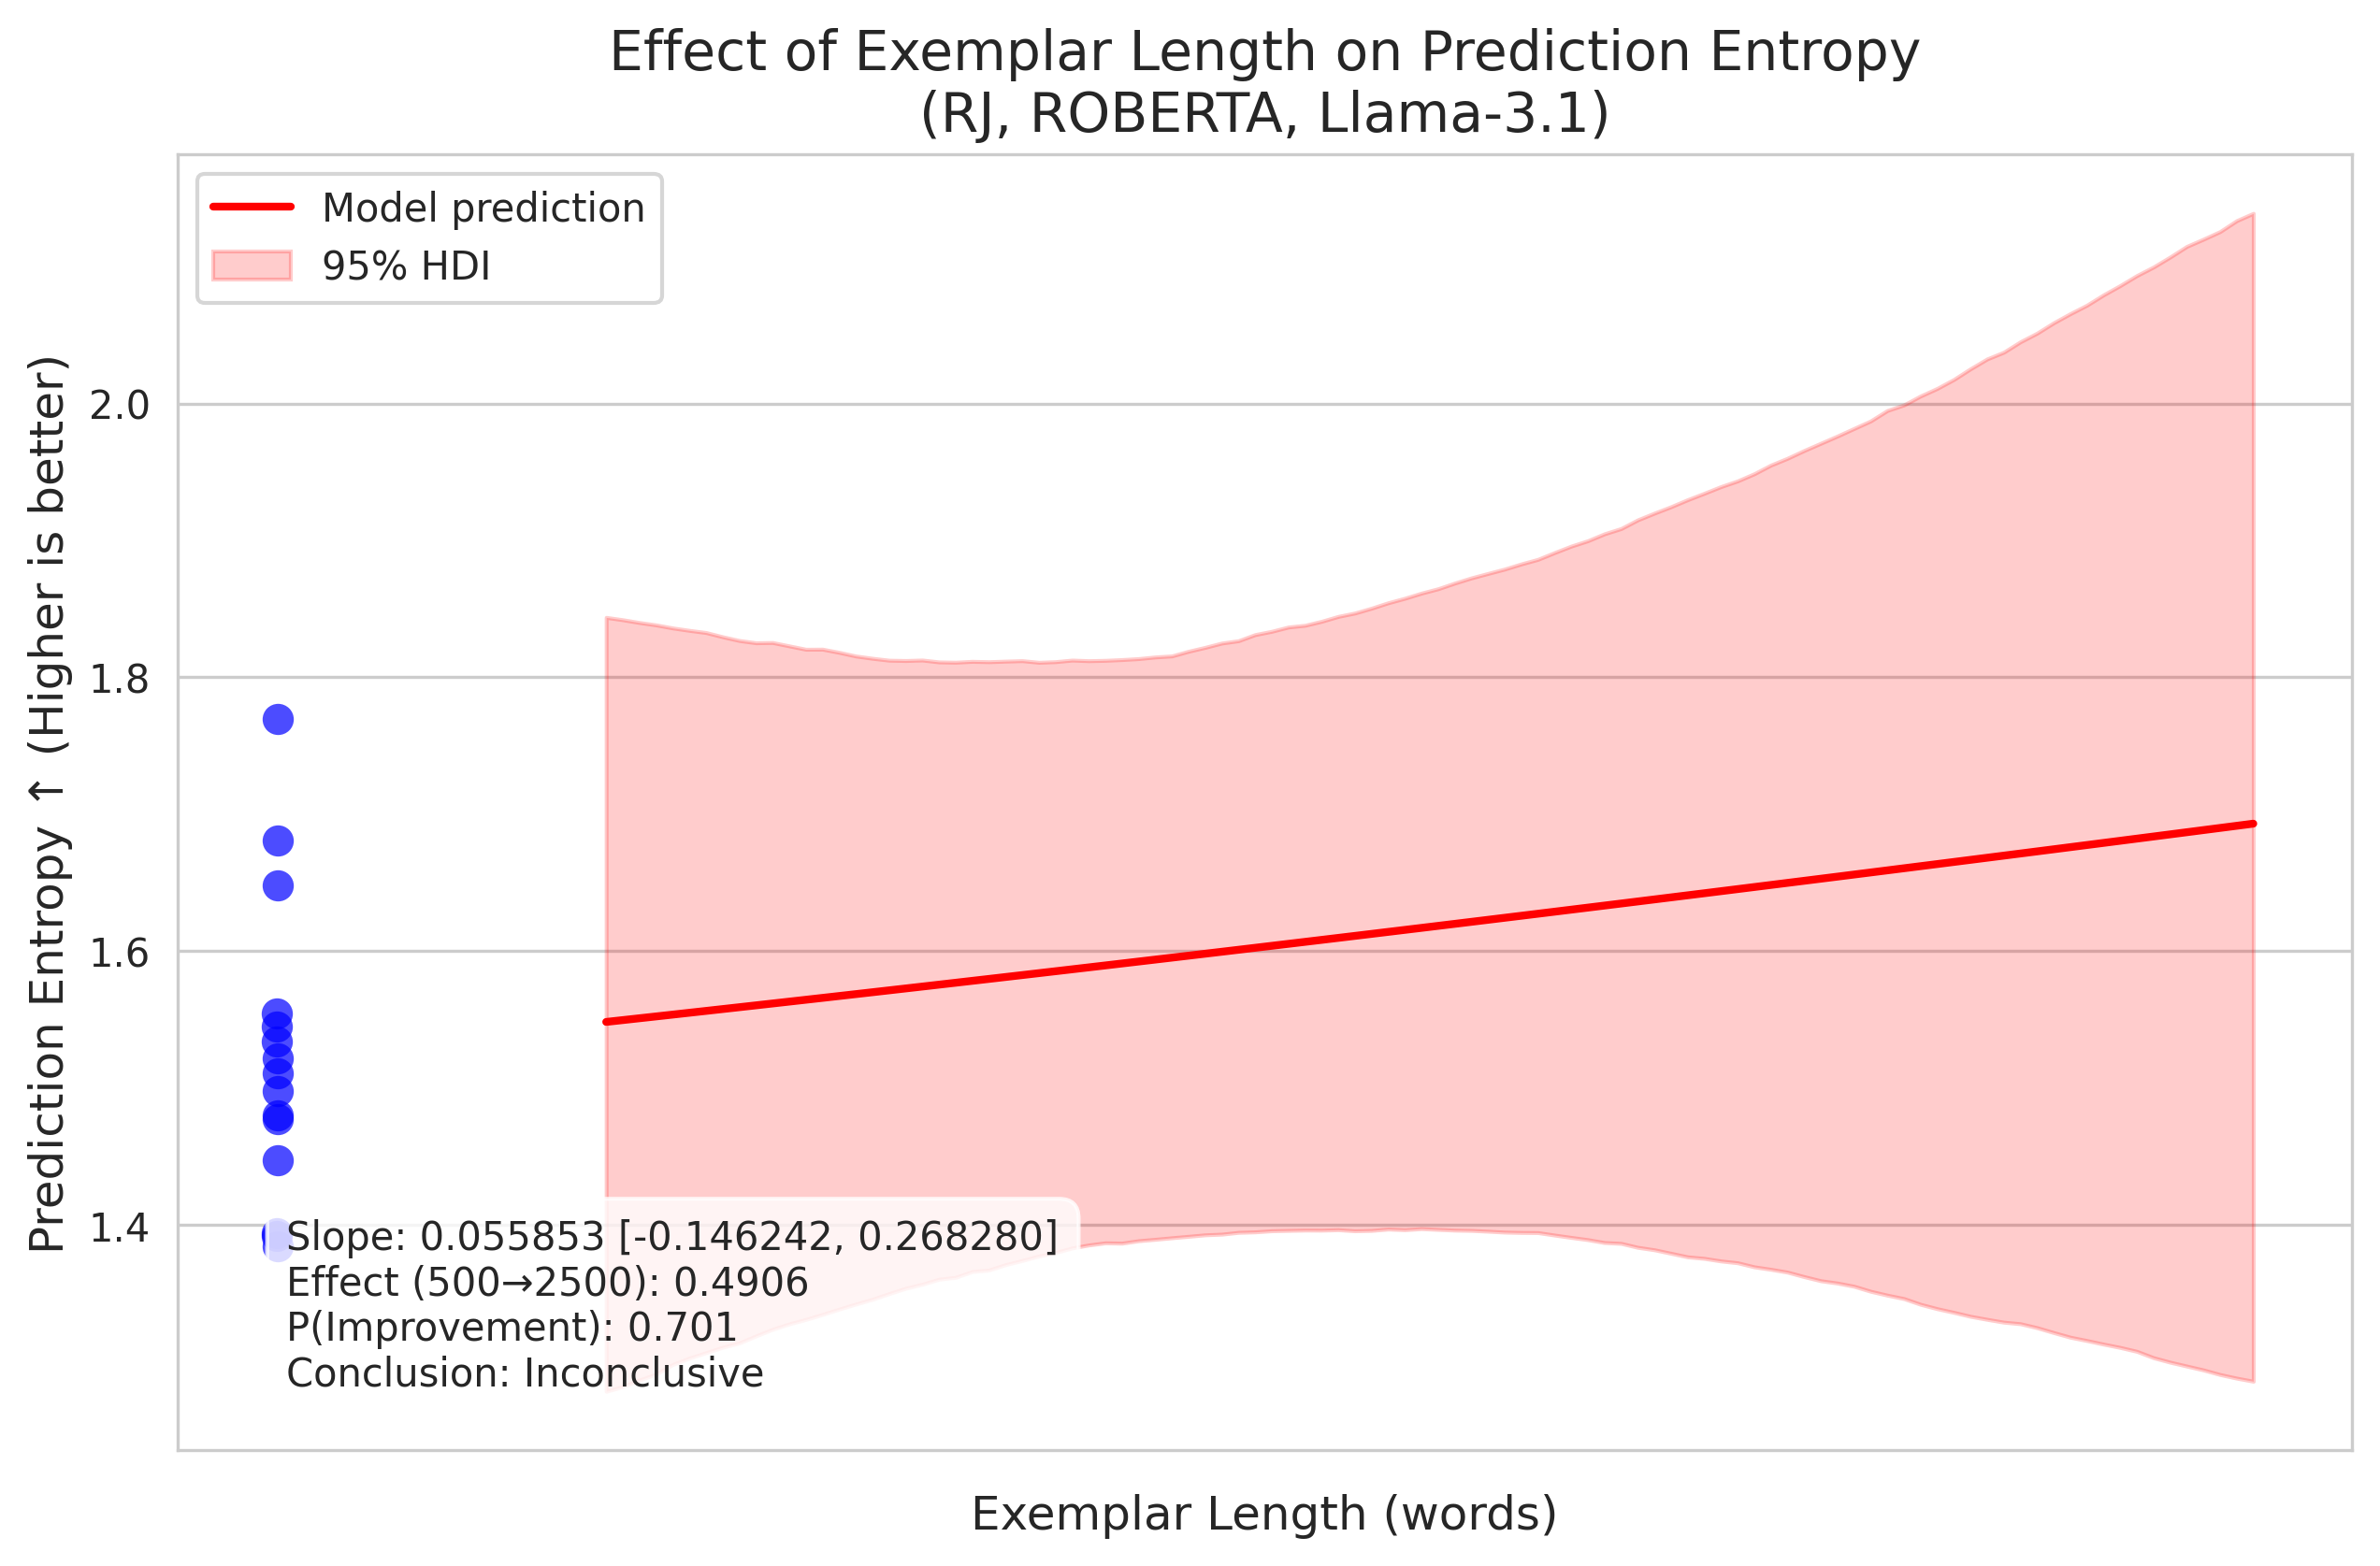 Effect of Exemplar Length on Prediction Entropy
(RJ, ROBERTA, Llama-3.1)
Model prediction
95% HDI
Prediction Entropy ↑ (Higher is better)
2.0
1.8
1.6
1.4
Slope: 0.055853 [-0.146242, 0.268280]
Effect (500→2500): 0.4906
P(Improvement): 0.701
Conclusion: Inconclusive
Exemplar Length (words)